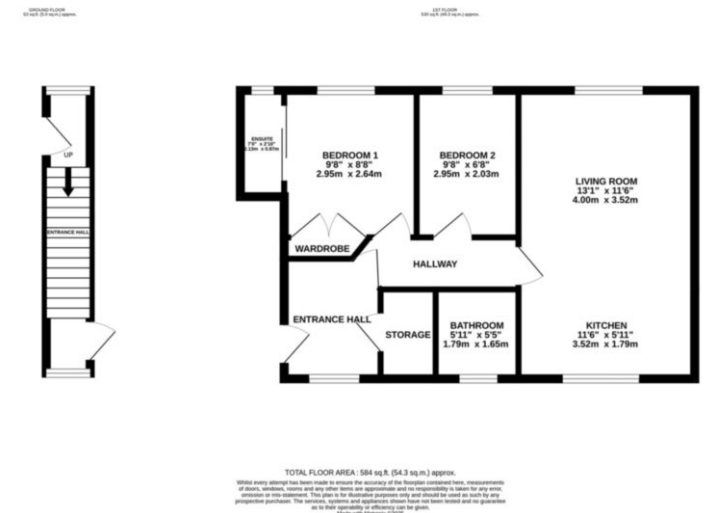 GROUND FLOOR
1ST FLOOR
UP
ENTRANCE HALL
ENSUITE
BEDROOM 1
9'8" x 8'8"
2.95m x 2.64m
BEDROOM 2
9'8" x 6'8"
2.95m x 2.03m
LIVING ROOM
13'1" x 11'6"
4.00m x 3.52m
WARDROBE
HALLWAY
ENTRANCE HALL
STORAGE
BATHROOM
5'11" x 5'5"
1.79m x 1.65m
KITCHEN
11'6" x 5'11"
3.52m x 1.79m
TOTAL FLOOR AREA : 584 sq.ft. (54.3 sq.m.) approx.
Whilst every attempt has been made to ensure the accuracy of the floorplan contained here, measurements
of doors, windows, rooms and any other items are approximate and no responsibility is taken for any error,
omission or mis-statement. This plan is for illustrative purposes only and should be used as such by any
prospective purchaser. The services, systems and appliances shown have not been tested and no guarantee
as to their operability or efficiency can be given.